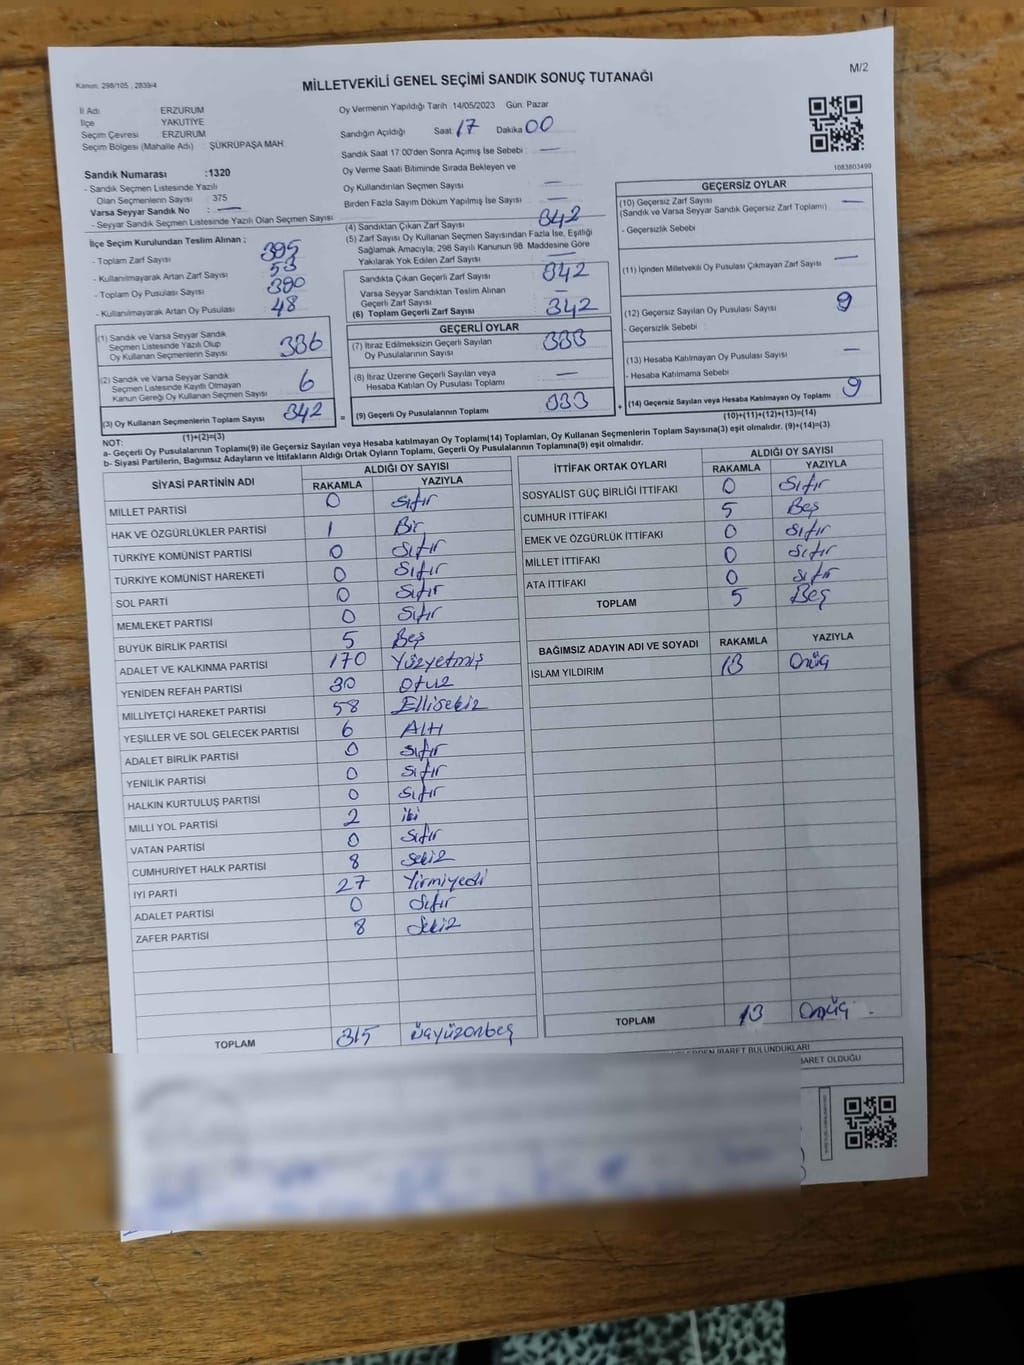 Kanun: 298/105, 2839/4
MİLLETVEKİLİ GENEL SEÇİMİ SANDIK SONUÇ TUTANAĞI
M/2
İl Adı ERZURUM
İlçe YAKUTİYE
Seçim Çevresi ERZURUM
Seçim Bölgesi (Mahalle Adı) : ŞÜKRÜPAŞA MAH.
Oy Vermenin Yapıldığı Tarih 14/05/2023 Gün: Pazar
Sandığın Açıldığı Saat 17 Dakika 00
Sandık Saat 17:00'den Sonra Açımış İse Sebebi : —
Oy Verme Saati Bitiminde Sırada Bekleyen ve
Oy Kullandırılan Seçmen Sayısı —
Birden Fazla Sayım Döküm Yapılmış İse Sayısı —
1083803499
Sandık Numarası :1320
- Sandık Seçmen Listesinde Yazılı
Olan Seçmenlerin Sayısı : 375
Varsa Seyyar Sandık No : —
- Seyyar Sandık Seçmen Listesinde Yazılı Olan Seçmen Sayısı
İlçe Seçim Kurulundan Teslim Alınan ;
- Toplam Zarf Sayısı 395
- Kullanılmayarak Artan Zarf Sayısı 53
- Toplam Oy Pusulası Sayısı 390
- Kullanılmayarak Artan Oy Pusulası 48
(1) Sandık ve Varsa Seyyar Sandık
Seçmen Listesinde Yazılı Olup
Oy Kullanan Seçmenlerin Sayısı 336
(2) Sandık ve Varsa Seyyar Sandık
Seçmen Listesinde Kayıtlı Olmayan
Kanun Gereği Oy Kullanan Seçmen Sayısı 6
(3) Oy Kullanan Seçmenlerin Toplam Sayısı 342
(1)+(2)=(3)
(4) Sandıktan Çıkan Zarf Sayısı 342
(5) Zarf Sayısı Oy Kullanan Seçmen Sayısından Fazla İse, Eşitliği
Sağlamak Amacıyla, 298 Sayılı Kanunun 98. Maddesine Göre
Yakılarak Yok Edilen Zarf Sayısı —
Sandıkta Çıkan Geçerli Zarf Sayısı 342
Varsa Seyyar Sandıktan Teslim Alınan
Geçerli Zarf Sayısı —
(6) Toplam Geçerli Zarf Sayısı 342
GEÇERLİ OYLAR
(7) İtiraz Edilmeksizin Geçerli Sayılan
Oy Pusulalarının Sayısı 333
(8) İtiraz Üzerine Geçerli Sayılan veya
Hesaba Katılan Oy Pusulası Toplamı —
= (9) Geçerli Oy Pusulalarının Toplamı 333
GEÇERSİZ OYLAR
(10) Geçersiz Zarf Sayısı —
(Sandık ve Varsa Seyyar Sandık Geçersiz Zarf Toplamı)
- Geçersizlik Sebebi
(11) İçinden Milletvekili Oy Pusulası Çıkmayan Zarf Sayısı —
(12) Geçersiz Sayılan Oy Pusulası Sayısı 9
- Geçersizlik Sebebi :
(13) Hesaba Katılmayan Oy Pusulası Sayısı —
- Hesaba Katılmama Sebebi
+ (14) Geçersiz Sayılan veya Hesaba Katılmayan Oy Toplamı 9
(10)+(11)+(12)+(13)=(14)
NOT:
a- Geçerli Oy Pusulalarının Toplamı(9) ile Geçersiz Sayılan veya Hesaba katılmayan Oy Toplamı(14) Toplamları, Oy Kullanan Seçmenlerin Toplam Sayısına(3) eşit olmalıdır. (9)+(14)=(3)
b- Siyasi Partilerin, Bağımsız Adayların ve İttifakların Aldığı Ortak Oyların Toplamı, Geçerli Oy Pusulalarının Toplamına(9) eşit olmalıdır.
SİYASİ PARTİNİN ADI ALDIĞI OY SAYISI
RAKAMLA YAZIYLA
MİLLET PARTİSİ 0 Sıfır
HAK VE ÖZGÜRLÜKLER PARTİSİ 1 Bir
TÜRKİYE KOMÜNİST PARTİSİ 0 Sıfır
TÜRKİYE KOMÜNİST HAREKETİ 0 Sıfır
SOL PARTİ 0 Sıfır
MEMLEKET PARTİSİ 0 Sıfır
BÜYÜK BİRLİK PARTİSİ 5 Beş
ADALET VE KALKINMA PARTİSİ 170 Yüzyetmiş
YENİDEN REFAH PARTİSİ 30 Otuz
MİLLİYETÇİ HAREKET PARTİSİ 58 Ellisekiz
YEŞİLLER VE SOL GELECEK PARTİSİ 6 Altı
ADALET BİRLİK PARTİSİ 0 Sıfır
YENİLİK PARTİSİ 0 Sıfır
HALKIN KURTULUŞ PARTİSİ 0 Sıfır
MİLLİ YOL PARTİSİ 2 iki
VATAN PARTİSİ 0 Sıfır
CUMHURİYET HALK PARTİSİ 8 Sekiz
İYİ PARTİ 27 Yirmiyedi
ADALET PARTİSİ 0 Sıfır
ZAFER PARTİSİ 8 Sekiz
TOPLAM 315 üçyüzonbeş
İTTİFAK ORTAK OYLARI ALDIĞI OY SAYISI
RAKAMLA YAZIYLA
SOSYALİST GÜÇ BİRLİĞİ İTTİFAKI 0 Sıfır
CUMHUR İTTİFAKI 5 Beş
EMEK VE ÖZGÜRLÜK İTTİFAKI 0 Sıfır
MİLLET İTTİFAKI 0 Sıfır
ATA İTTİFAKI 0 Sıfır
TOPLAM 5 Beş
BAĞIMSIZ ADAYIN ADI VE SOYADI RAKAMLA YAZIYLA
İSLAM YILDIRIM 13 Onüç
TOPLAM 13 Onüç
İBARET BULUNDUKLARI
BARET OLDUĞU